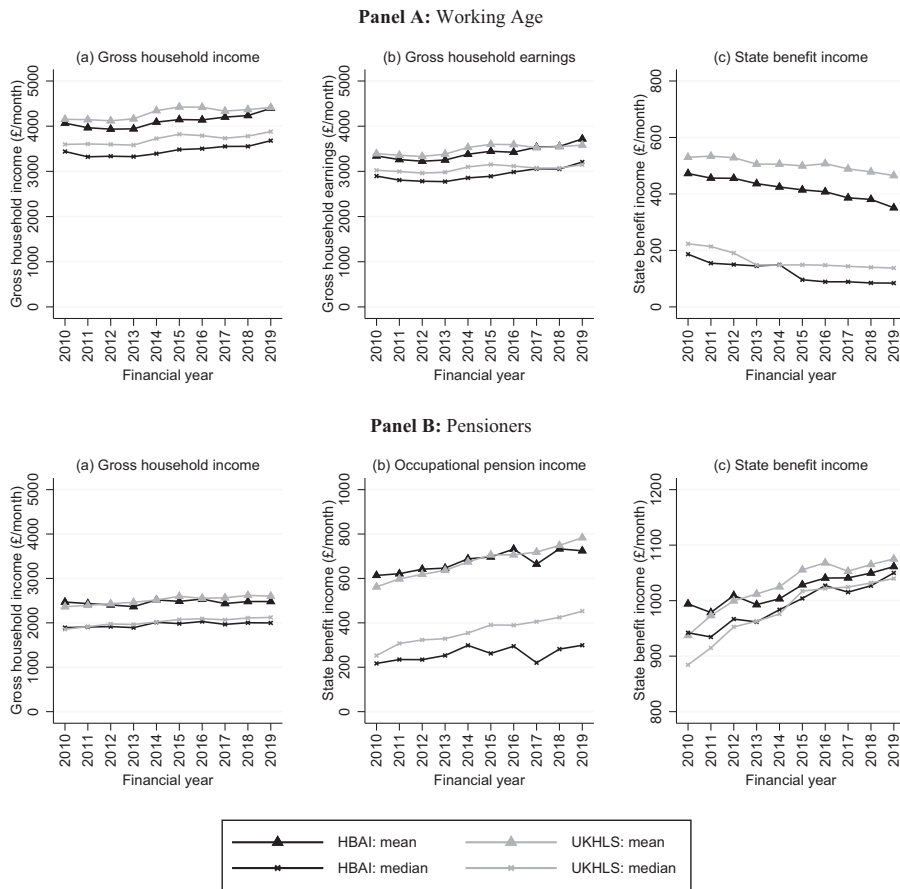 Panel A: Working Age
(a) Gross household income
Gross household income (£/month)
0 1000 2000 3000 4000 5000
2010 2011 2012 2013 2014 2015 2016 2017 2018 2019
Financial year
(b) Gross household earnings
Gross household earnings (£/month)
0 1000 2000 3000 4000 5000
2010 2011 2012 2013 2014 2015 2016 2017 2018 2019
Financial year
(c) State benefit income
State benefit income (£/month)
0 200 400 600 800
2010 2011 2012 2013 2014 2015 2016 2017 2018 2019
Financial year
Panel B: Pensioners
(a) Gross household income
Gross household income (£/month)
0 1000 2000 3000 4000 5000
2010 2011 2012 2013 2014 2015 2016 2017 2018 2019
Financial year
(b) Occupational pension income
State benefit income (£/month)
0 200 400 600 800 1000
2010 2011 2012 2013 2014 2015 2016 2017 2018 2019
Financial year
(c) State benefit income
State benefit income (£/month)
800 900 1000 1100 1200
2010 2011 2012 2013 2014 2015 2016 2017 2018 2019
Financial year
HBAI: mean UKHLS: mean
HBAI: median UKHLS: median